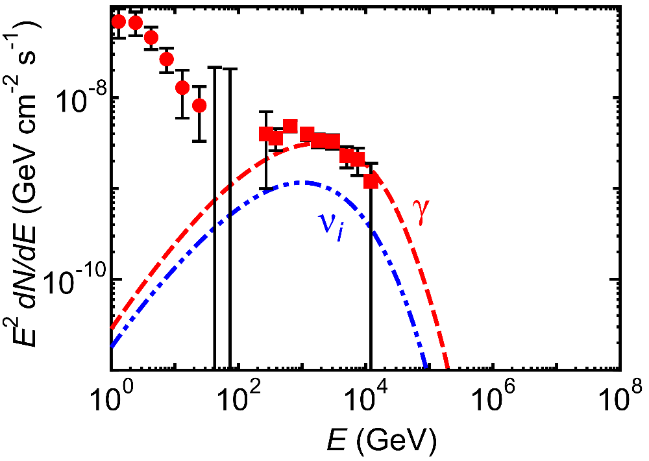 E² dN/dE (GeV cm⁻² s⁻¹)
10⁻⁸
10⁻¹⁰
γ
νᵢ
10⁰ 10² 10⁴ 10⁶ 10⁸
E (GeV)